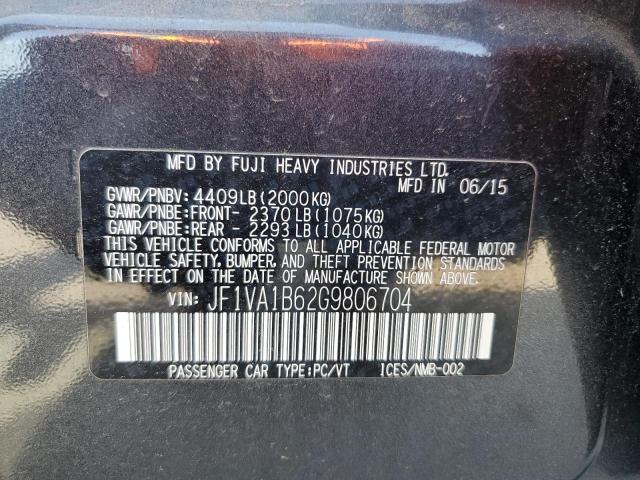 MFD BY FUJI HEAVY INDUSTRIES LTD.
MFD IN 06/15
GVWR/PNBV: 4409LB(2000KG)
GAWR/PNBE:FRONT- 2370LB(1075KG)
GAWR/PNBE:REAR - 2293LB(1040KG)
THIS VEHICLE CONFORMS TO ALL APPLICABLE FEDERAL MOTOR
VEHICLE SAFETY, BUMPER, AND THEFT PREVENTION STANDARDS
IN EFFECT ON THE DATE OF MANUFACTURE SHOWN ABOVE.
VIN: JF1VA1B62G9806704
PASSENGER CAR TYPE:PC/VT ICES/NMB-002